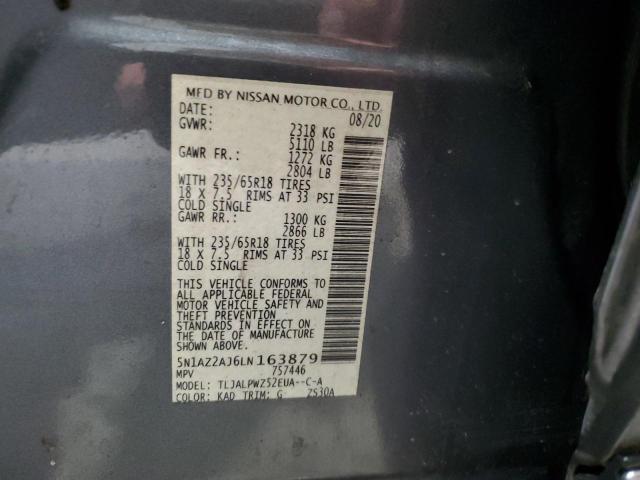 MFD BY NISSAN MOTOR CO., LTD.
DATE: 08/20
GVWR: 2318 KG
5110 LB
GAWR FR.: 1272 KG
2804 LB
WITH 235/65R18 TIRES
18 X 7.5 RIMS AT 33 PSI
COLD SINGLE
GAWR RR.: 1300 KG
2866 LB
WITH 235/65R18 TIRES
18 X 7.5 RIMS AT 33 PSI
COLD SINGLE
THIS VEHICLE CONFORMS TO
ALL APPLICABLE FEDERAL
MOTOR VEHICLE SAFETY AND
THEFT PREVENTION
STANDARDS IN EFFECT ON
THE DATE OF MANUFACTURE
SHOWN ABOVE.
5N1AZ2AJ6LN163879
MPV 757446
MODEL: TLJALPWZ52EUA--C-A
COLOR: KAD TRIM: G ZS30A